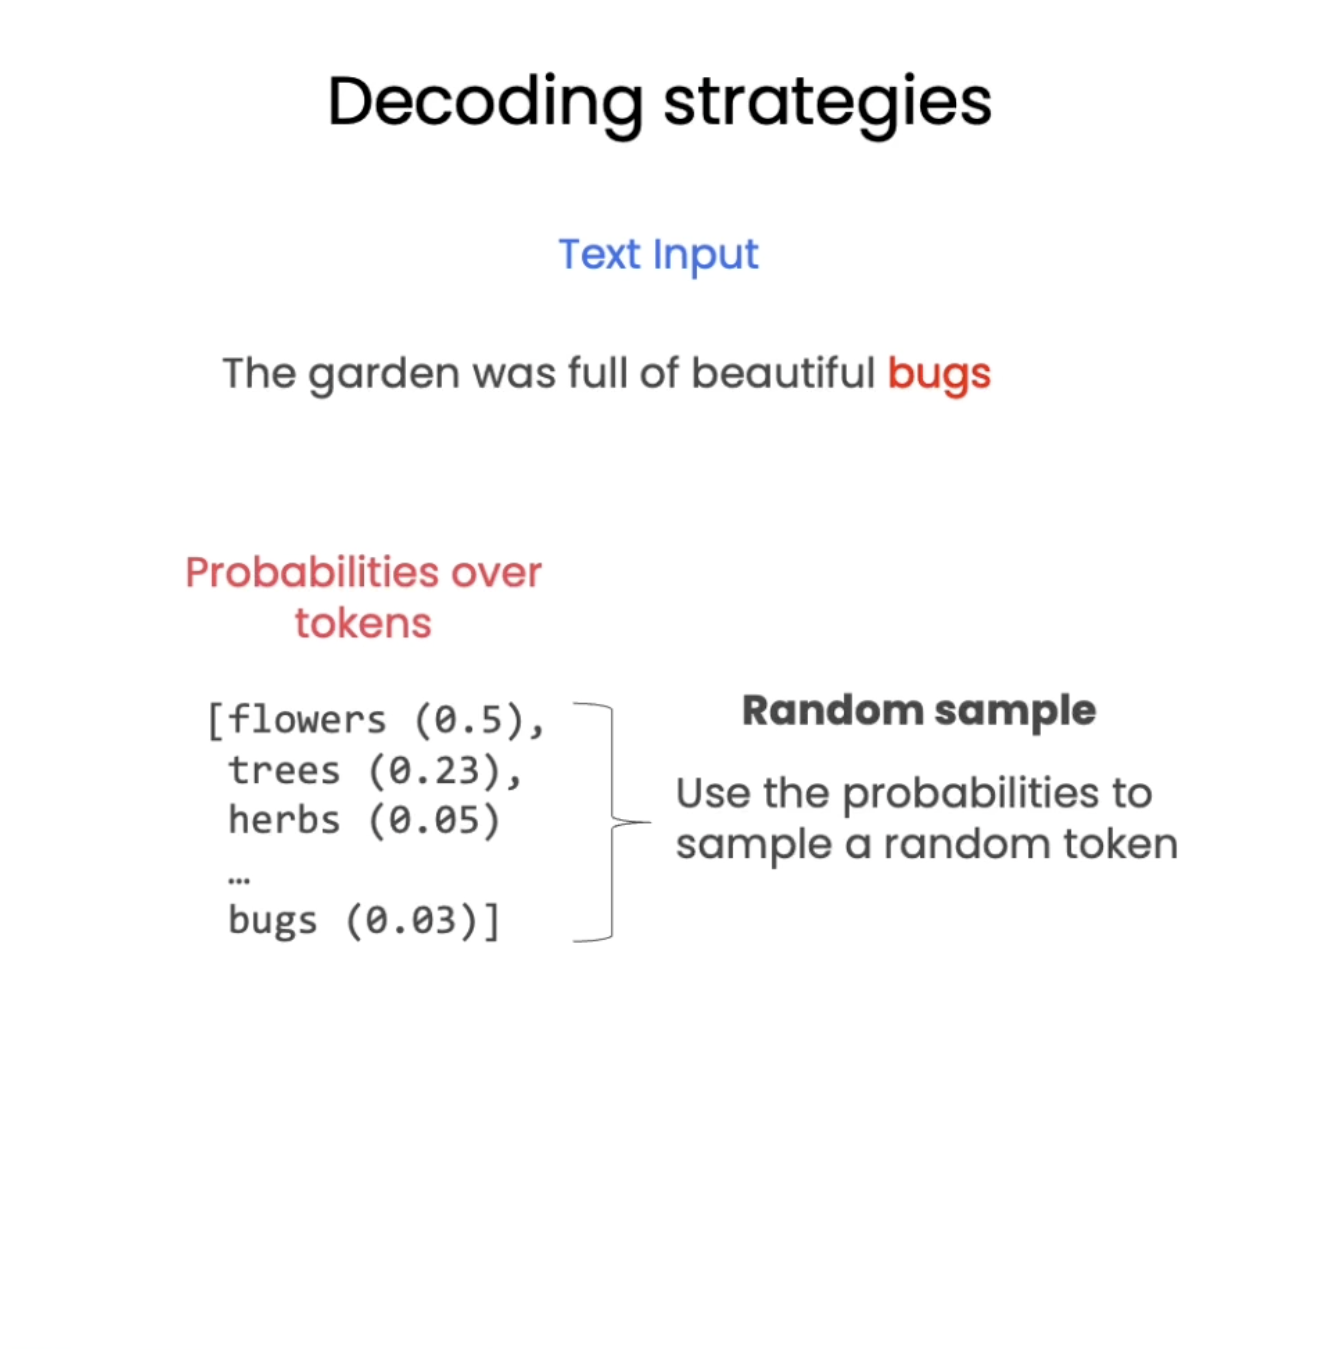 Decoding strategies
Text Input
The garden was full of beautiful bugs
Probabilities over
tokens
[flowers (0.5),
trees (0.23),
herbs (0.05)
…
bugs (0.03)]
Random sample
Use the probabilities to
sample a random token